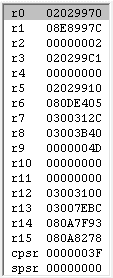 r0 02029970
r1 08E8997C
r2 00000002
r3 020299C1
r4 00000000
r5 02029910
r6 080DE405
r7 0300312C
r8 03003B40
r9 0000004D
r10 00000000
r11 00000000
r12 03003100
r13 03007EBC
r14 080A7F93
r15 080A8278
cpsr 0000003F
spsr 00000000